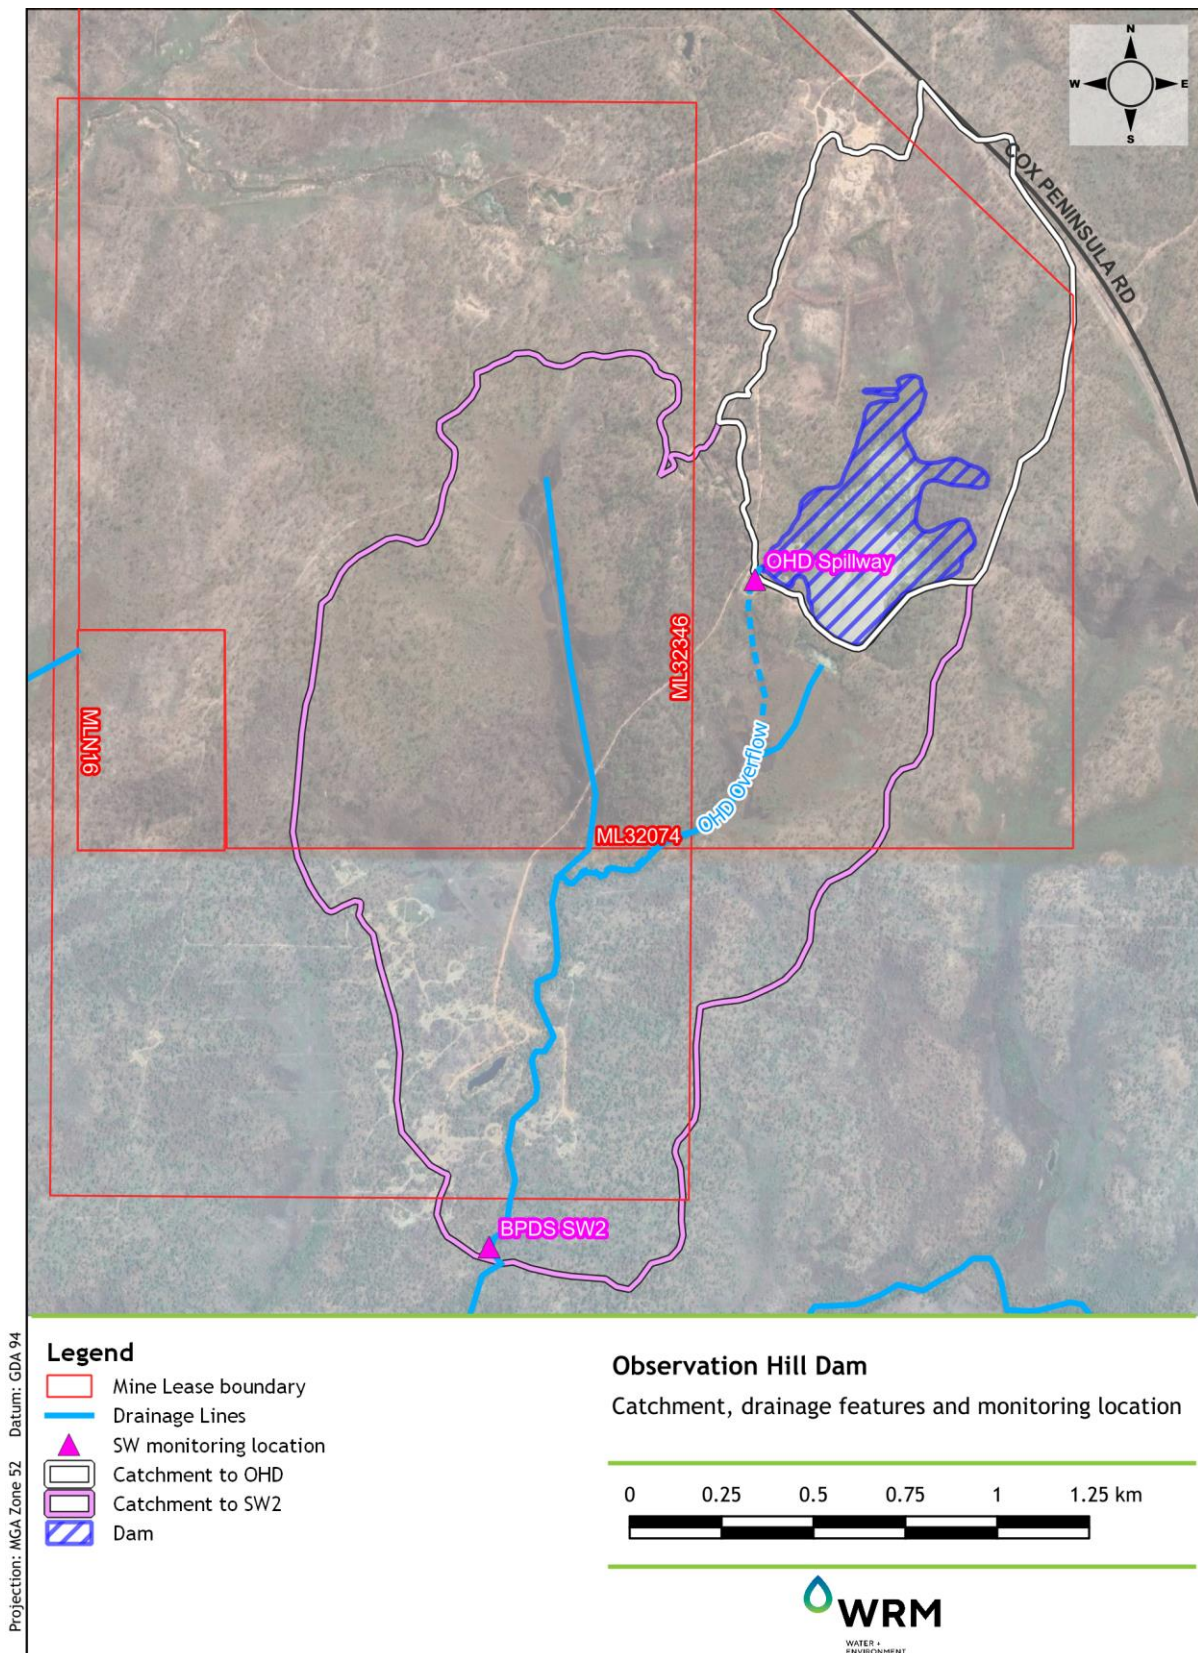 N
W
E
S
COX PENINSULA RD
OHD Spillway
ML32346
MLN16
OHD Overflow
ML32074
BPDS SW2
Legend
Mine Lease boundary
Drainage Lines
SW monitoring location
Catchment to OHD
Catchment to SW2
Dam
Observation Hill Dam
Catchment, drainage features and monitoring location
0 0.25 0.5 0.75 1 1.25 km
WRM
WATER +
ENVIRONMENT
Projection: MGA Zone 52 Datum: GDA 94